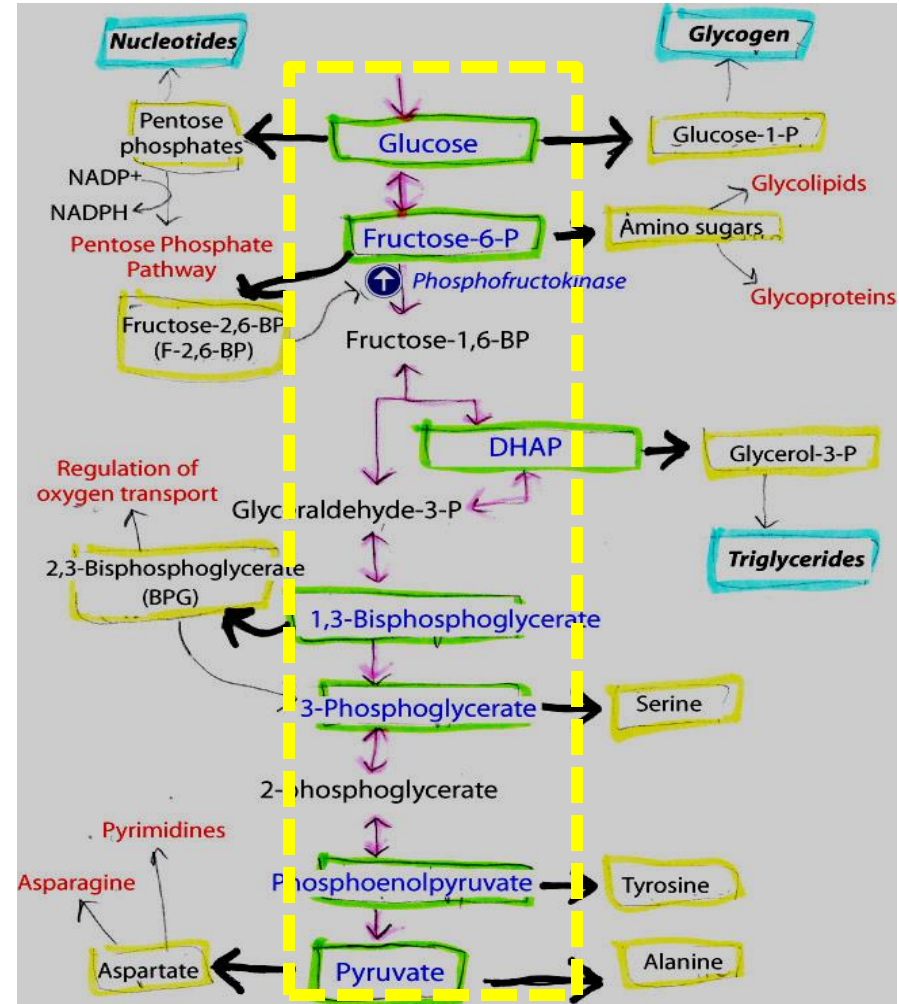 Nucleotides
Glycogen
Pentose
phosphates
Glucose
Glucose-1-P
NADP+
NADPH
Glycolipids
Pentose Phosphate
Pathway
Fructose-6-P
Amino sugars
Phosphofructokinase
Glycoproteins
Fructose-2,6-BP
(F-2,6-BP)
Fructose-1,6-BP
DHAP
Glycerol-3-P
Regulation of
oxygen transport
Glyceraldehyde-3-P
2,3-Bisphosphoglycerate
(BPG)
Triglycerides
1,3-Bisphosphoglycerate
3-Phosphoglycerate
Serine
2-phosphoglycerate
Pyrimidines
Asparagine
Phosphoenolpyruvate
Tyrosine
Aspartate
Pyruvate
Alanine